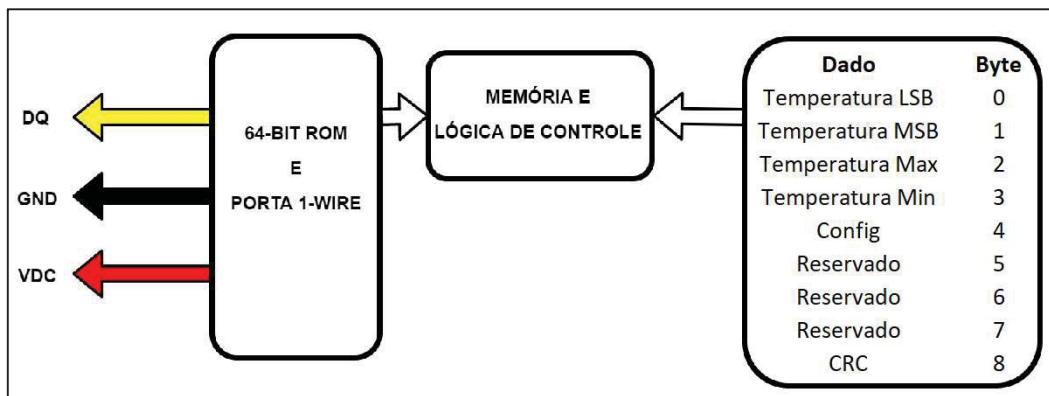 DQ
GND
VDC
64-BIT ROM
E
PORTA 1-WIRE
MEMÓRIA E
LÓGICA DE CONTROLE
Dado Byte
Temperatura LSB 0
Temperatura MSB 1
Temperatura Max 2
Temperatura Min 3
Config 4
Reservado 5
Reservado 6
Reservado 7
CRC 8